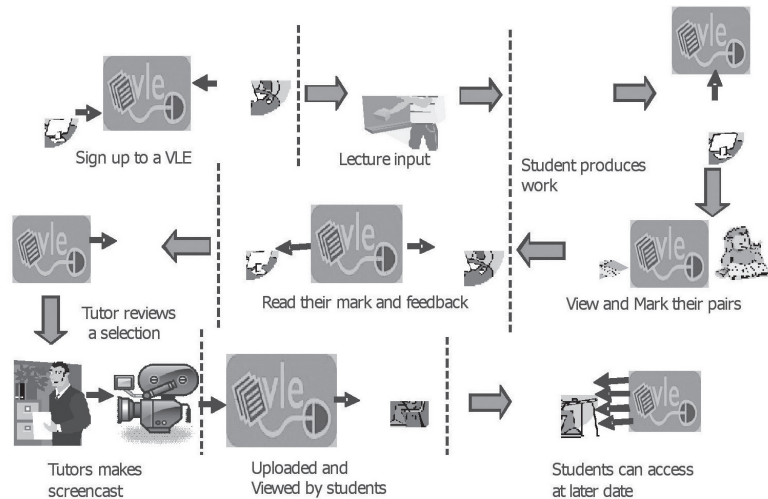 vle
vle
Sign up to a VLE
Lecture input
Student produces
work
vle
vle
vle
Read their mark and feedback
View and Mark their pairs
Tutor reviews
a selection
vle
vle
Tutors makes
screencast
Uploaded and
Viewed by students
Students can access
at later date